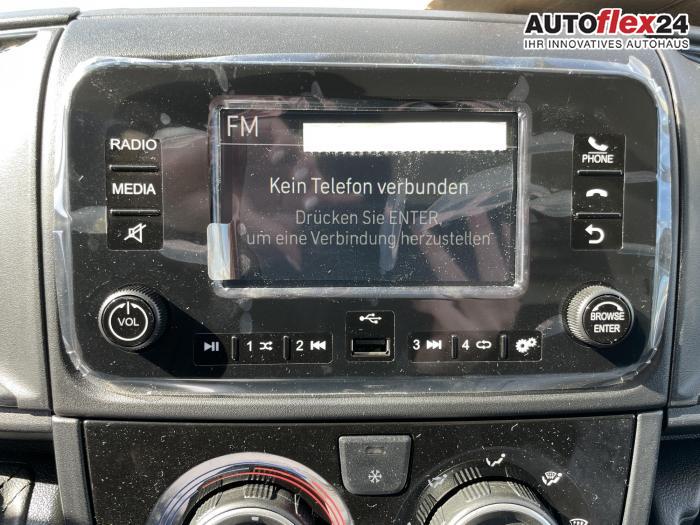 AUTOflex24
IHR INNOVATIVES AUTOHAUS
FM
RADIO
MEDIA
Kein Telefon verbunden
Drücken Sie ENTER,
um eine Verbindung herzustellen
PHONE
VOL
BROWSE
ENTER
1
2
3
4